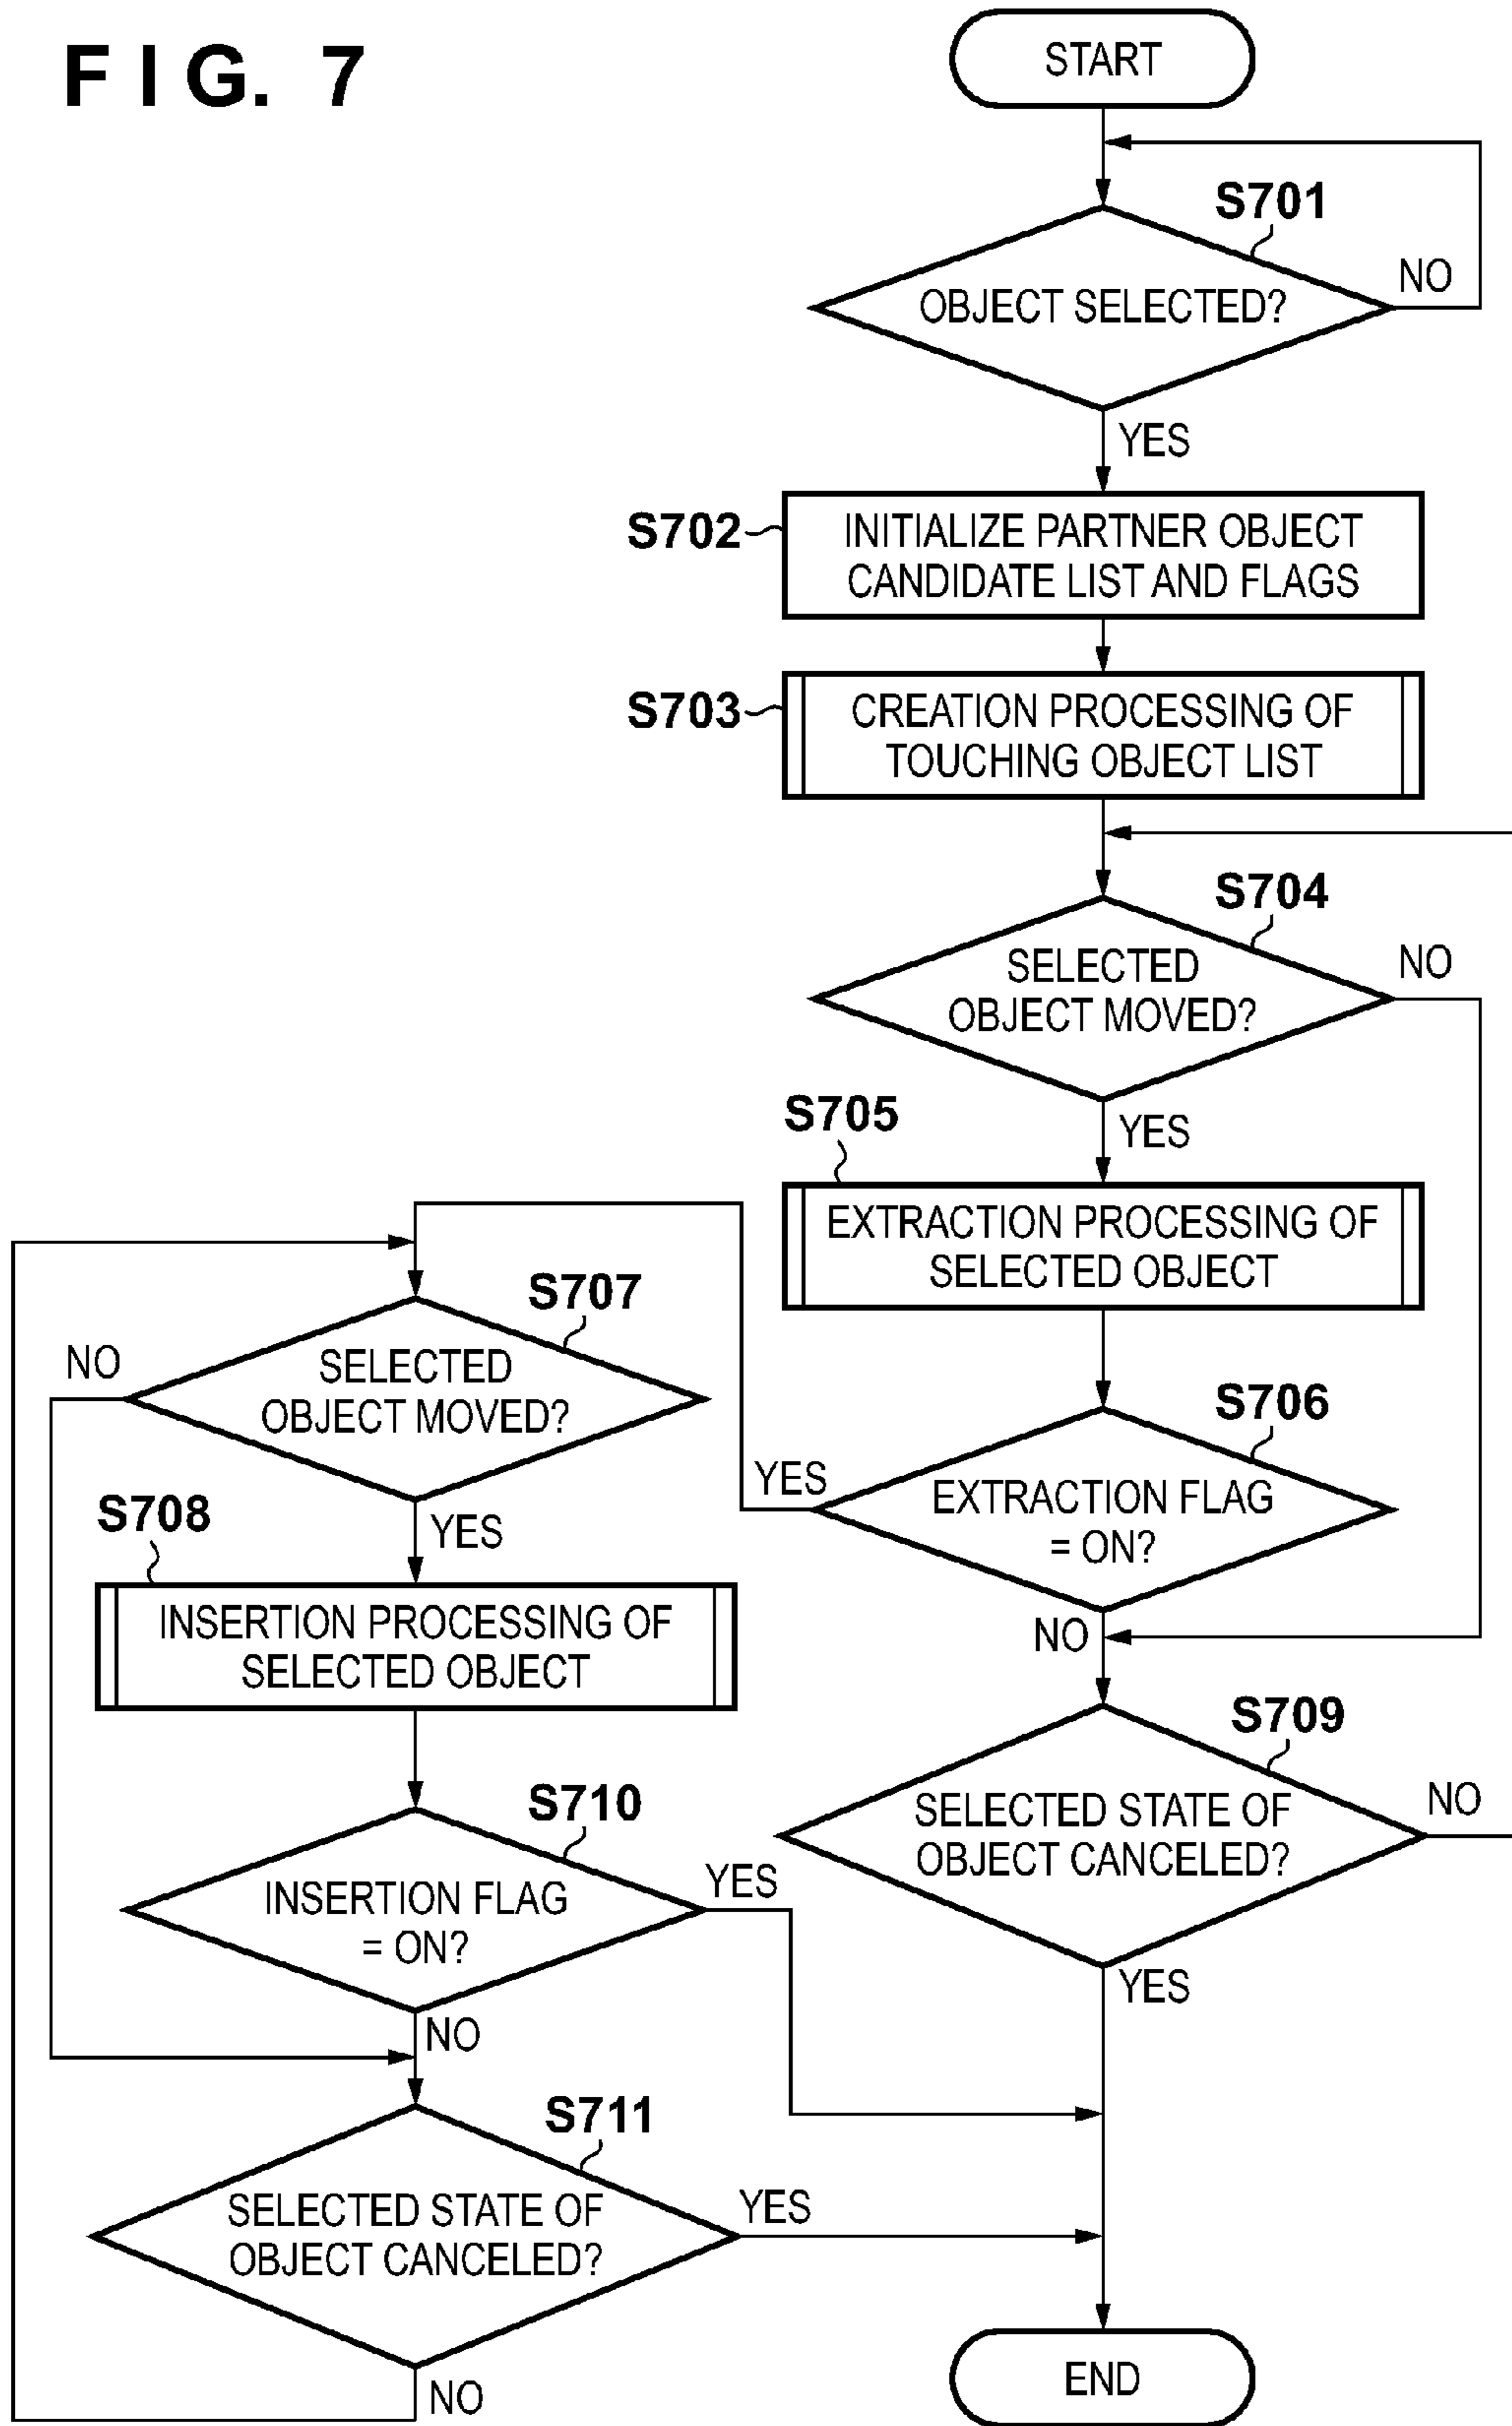 FIG. 7
START
S701
OBJECT SELECTED?
NO
YES
S702
INITIALIZE PARTNER OBJECT
CANDIDATE LIST AND FLAGS
S703
CREATION PROCESSING OF
TOUCHING OBJECT LIST
S704
SELECTED
OBJECT MOVED?
NO
YES
S705
EXTRACTION PROCESSING OF
SELECTED OBJECT
S706
EXTRACTION FLAG
= ON?
YES
NO
S707
SELECTED
OBJECT MOVED?
NO
YES
S708
INSERTION PROCESSING OF
SELECTED OBJECT
S709
SELECTED STATE OF
OBJECT CANCELED?
NO
YES
S710
INSERTION FLAG
= ON?
YES
NO
S711
SELECTED STATE OF
OBJECT CANCELED?
YES
NO
END